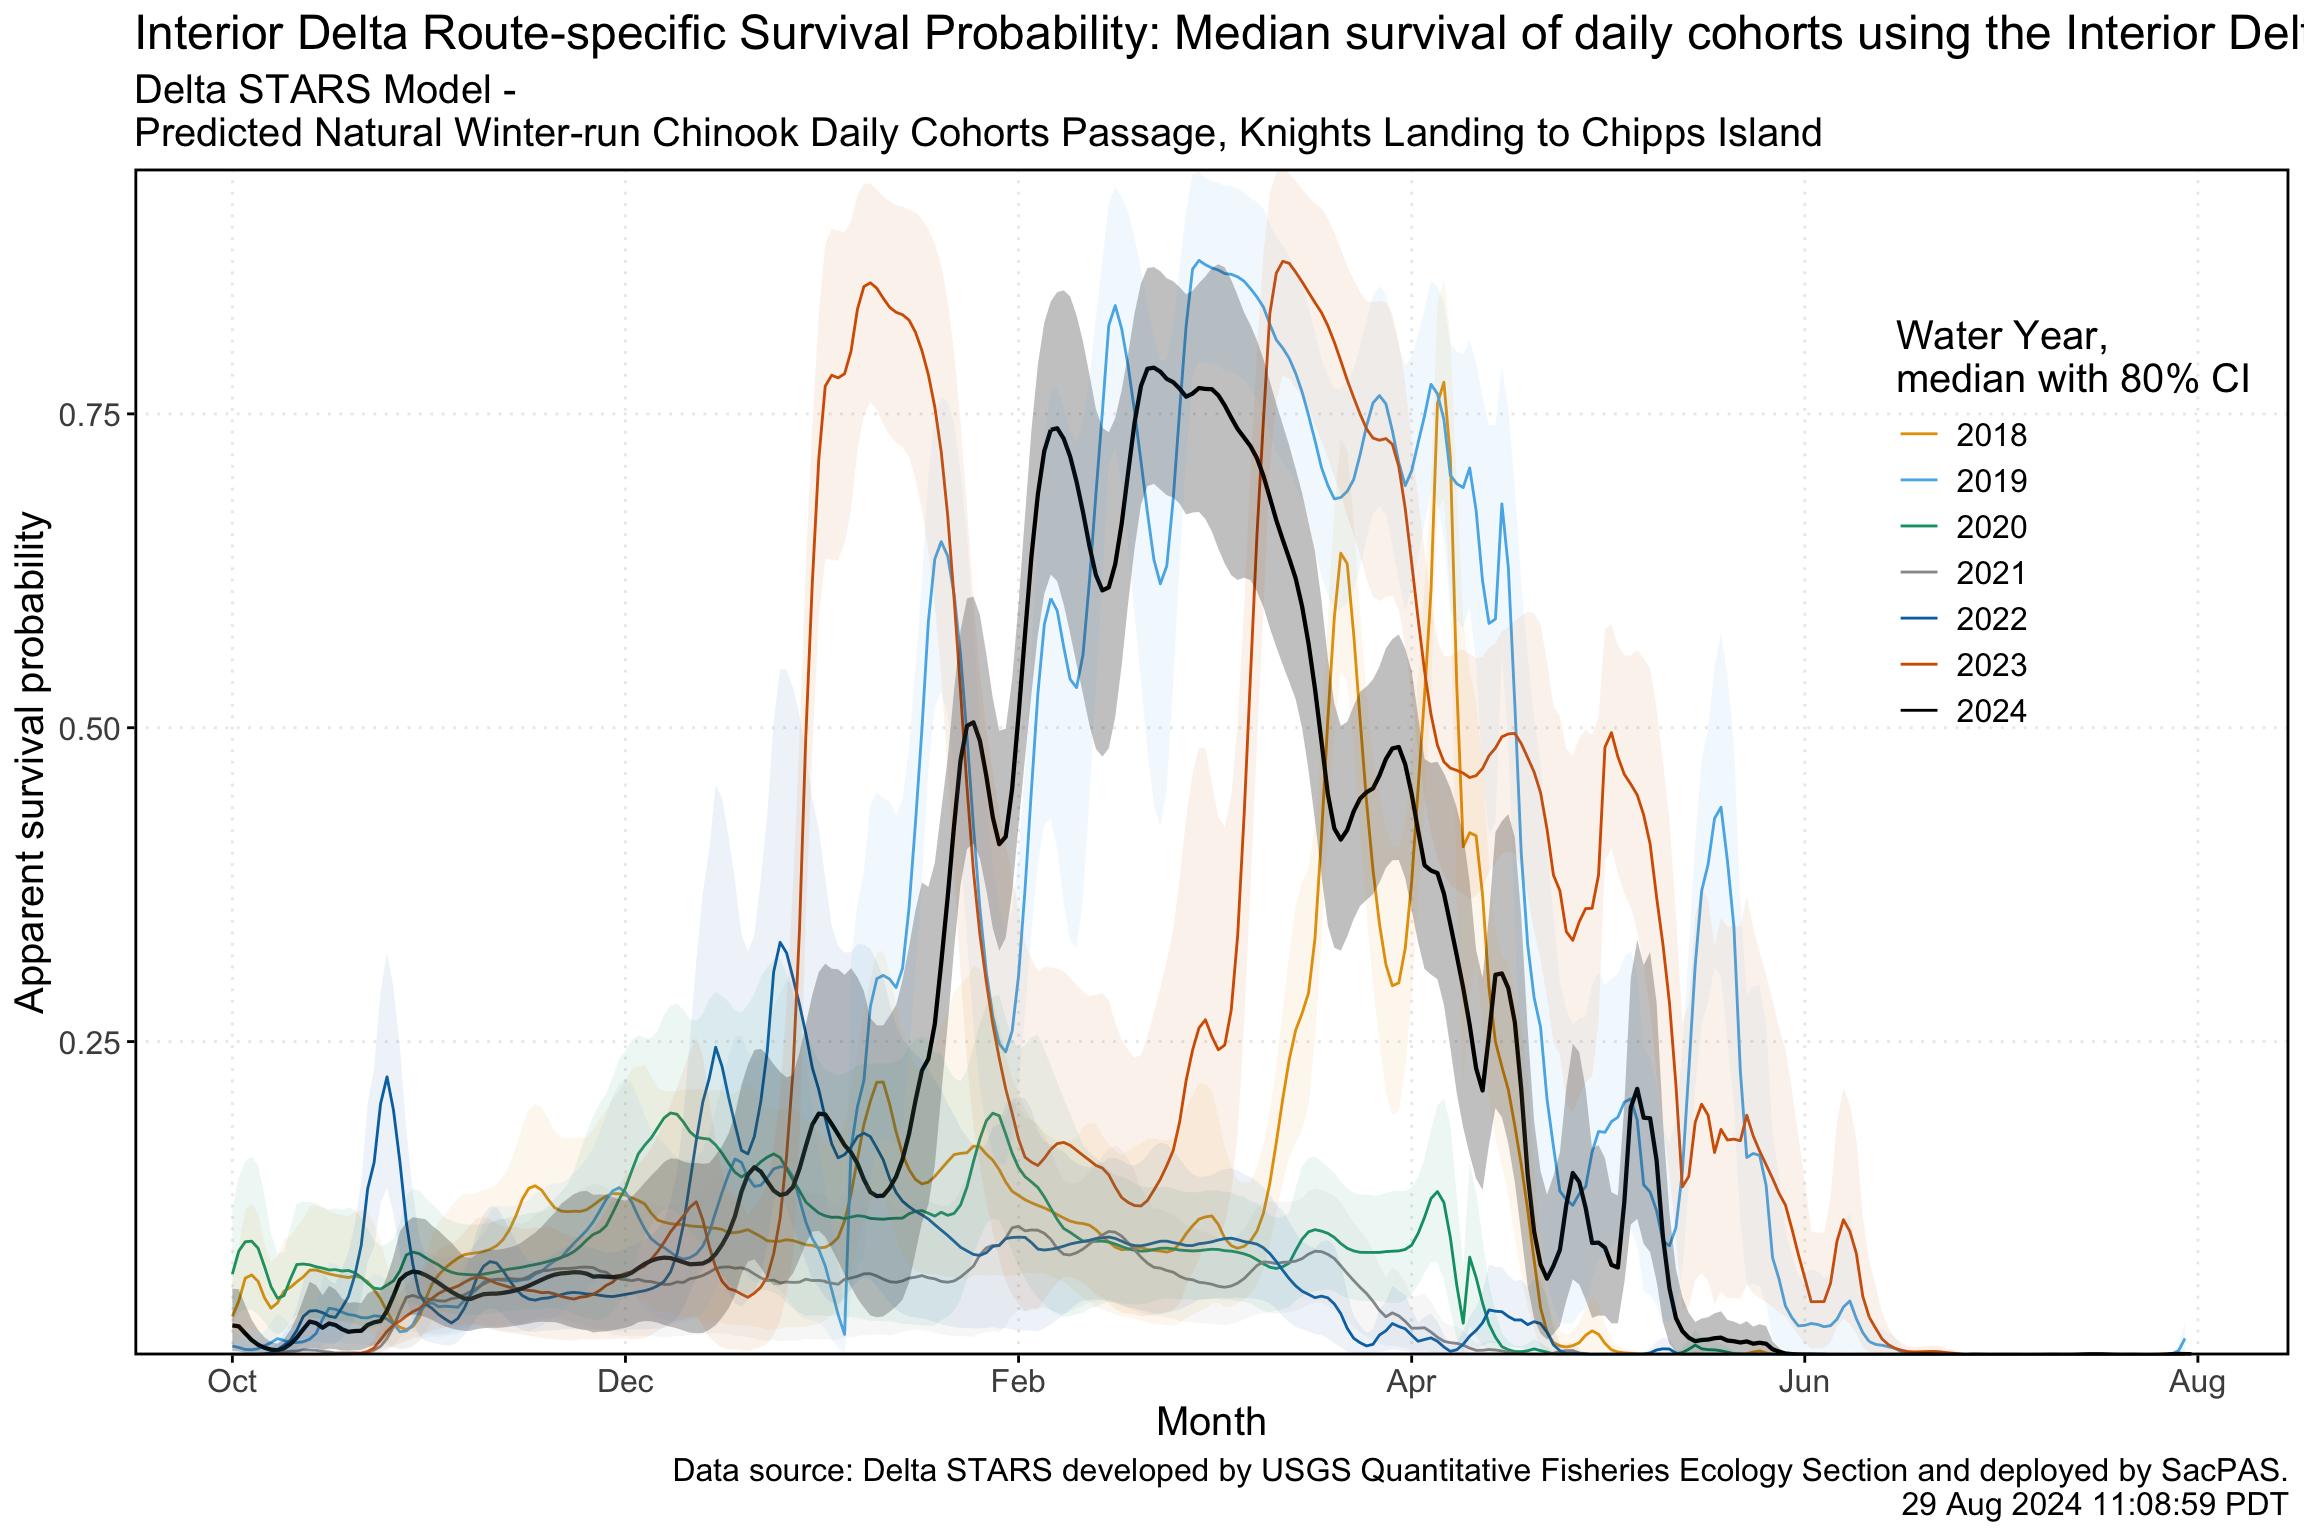 Interior Delta Route-specific Survival Probability: Median survival of daily cohorts using the Interior Del
Delta STARS Model -
Predicted Natural Winter-run Chinook Daily Cohorts Passage, Knights Landing to Chipps Island
Apparent survival probability
0.75
0.50
0.25
Water Year,
median with 80% CI
2018
2019
2020
2021
2022
2023
2024
Oct
Dec
Feb
Apr
Jun
Aug
Month
Data source: Delta STARS developed by USGS Quantitative Fisheries Ecology Section and deployed by SacPAS.
29 Aug 2024 11:08:59 PDT